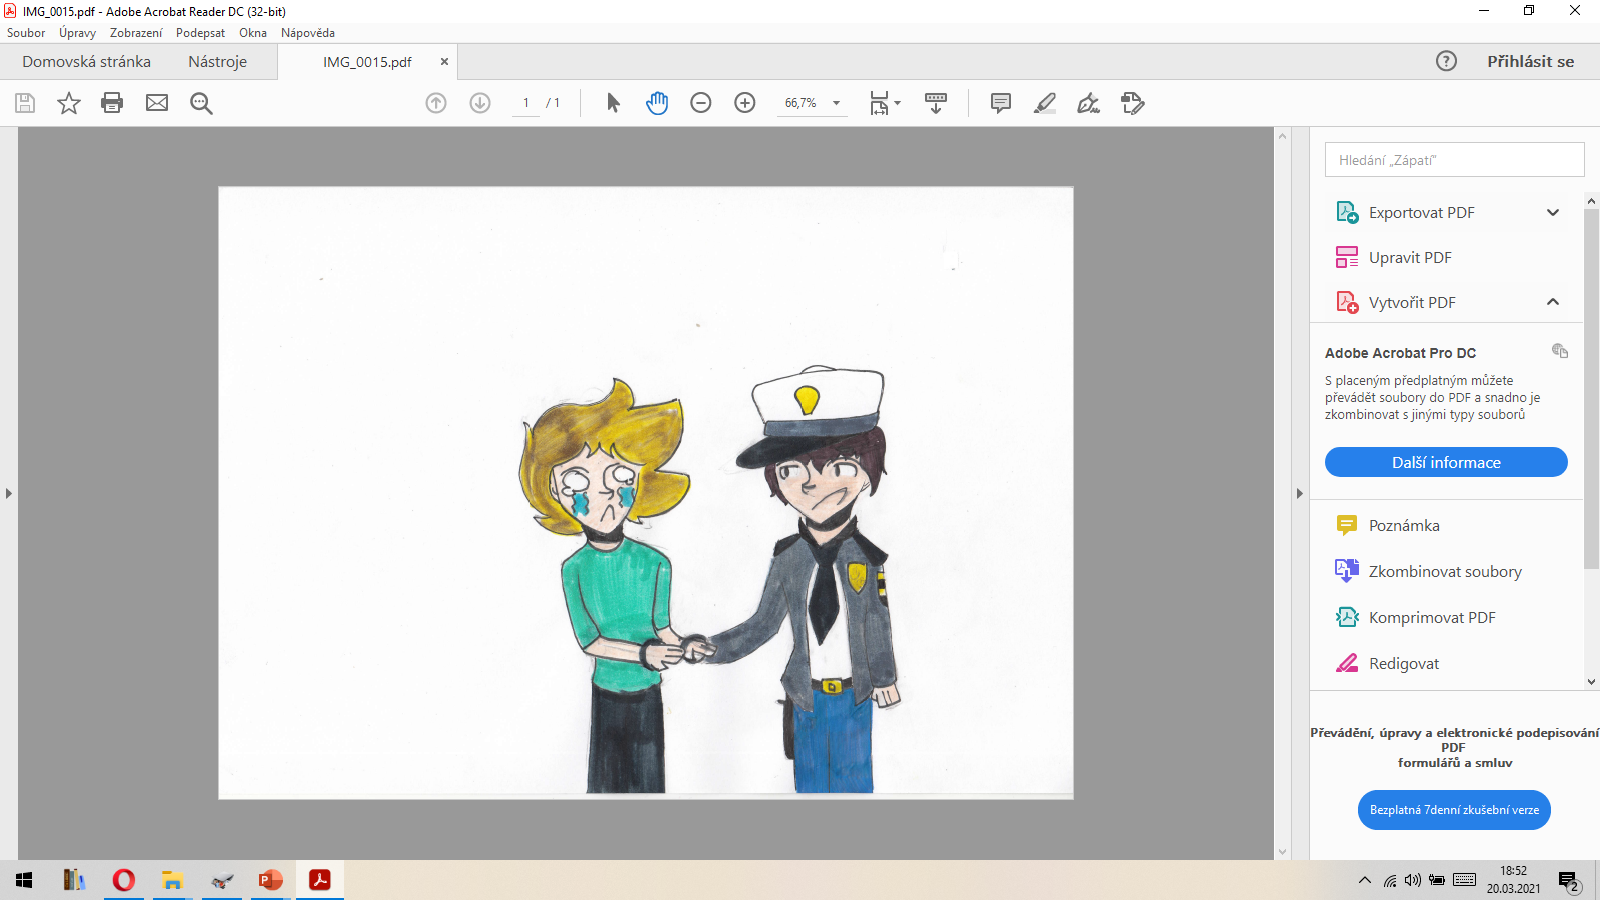 IMG_0015.pdf - Adobe Acrobat Reader DC (32-bit)
Soubor Úpravy Zobrazení Podepsat Okna Nápověda
Domovská stránka Nástroje IMG_0015.pdf × ? Přihlásit se
1 / 1 66,7%
Hledání „Zápatí"
Exportovat PDF
Upravit PDF
Vytvořit PDF
Adobe Acrobat Pro DC
S placeným předplatným můžete
převádět soubory do PDF a snadno je
zkombinovat s jinými typy souborů
Další informace
Poznámka
Zkombinovat soubory
Komprimovat PDF
Redigovat
Převádění, úpravy a elektronické podepisování
PDF
formulářů a smluv
Bezplatná 7denní zkušební verze
18:52
20.03.2021
2